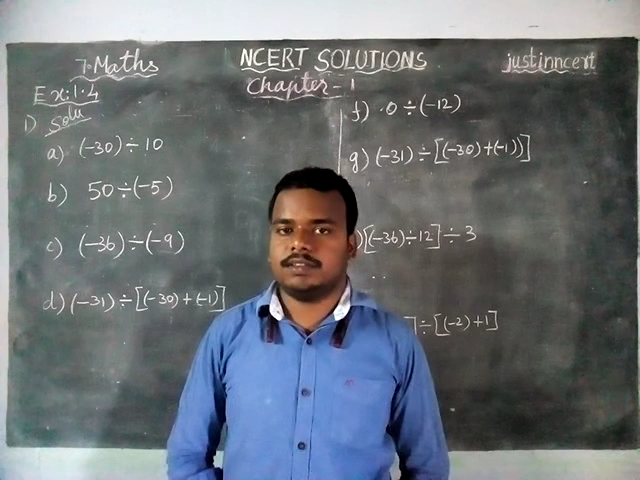 7. Maths
NCERT SOLUTIONS
justinncert
Chapter - 1
Ex:1.4
1) Solu
a) (-30) ÷ 10
b) 50 ÷ (-5)
c) (-36) ÷ (-9)
d) (-31) ÷ [(-30) + (-1)]
f) 0 ÷ (-12)
g) (-31) ÷ [(-30) + (-1))]
) [(-36) ÷ 12] ÷ 3
] ÷ [(-2) + 1]